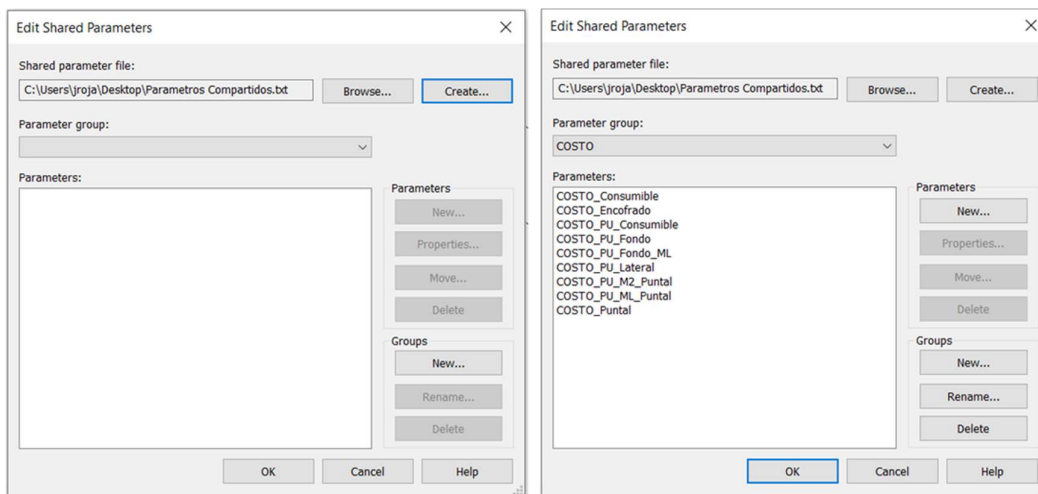 Edit Shared Parameters
Shared parameter file:
C:\Users\jroja\Desktop\Parametros Compartidos.txt
Browse...
Create...
Parameter group:
Parameters:
Parameters
New...
Properties...
Move...
Delete
Groups
New...
Rename...
Delete
OK
Cancel
Help
Edit Shared Parameters
Shared parameter file:
C:\Users\jroja\Desktop\Parametros Compartidos.txt
Browse...
Create...
Parameter group:
COSTO
Parameters:
COSTO_Consumible
COSTO_Encofrado
COSTO_PU_Consumible
COSTO_PU_Fondo
COSTO_PU_Fondo_ML
COSTO_PU_Lateral
COSTO_PU_M2_Puntal
COSTO_PU_ML_Puntal
COSTO_Puntal
Parameters
New...
Properties...
Move...
Delete
Groups
New...
Rename...
Delete
OK
Cancel
Help